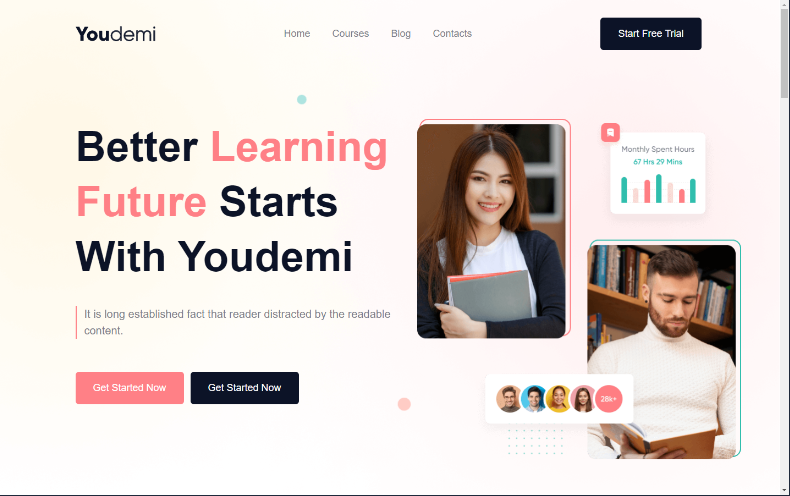 Youdemi
Home Courses Blog Contacts
Start Free Trial
Better Learning
Future Starts
With Youdemi
It is long established fact that reader distracted by the readable
content.
Get Started Now Get Started Now
Monthly Spent Hours
67 Hrs 29 Mins
28k+